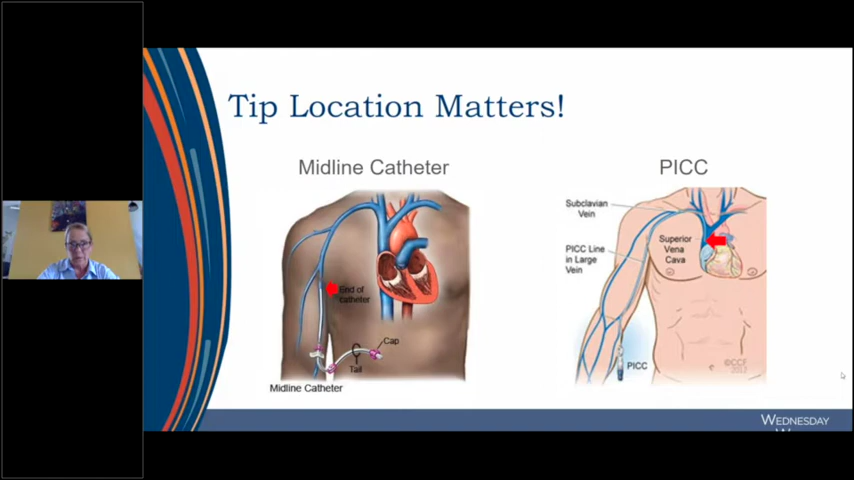 Tip Location Matters!
Midline Catheter
PICC
End of
catheter
Cap
Tail
Midline Catheter
Subclavian
Vein
Superior
Vena
Cava
PICC Line
in Large
Vein
PICC
©CCF
2012
WEDNESDAY